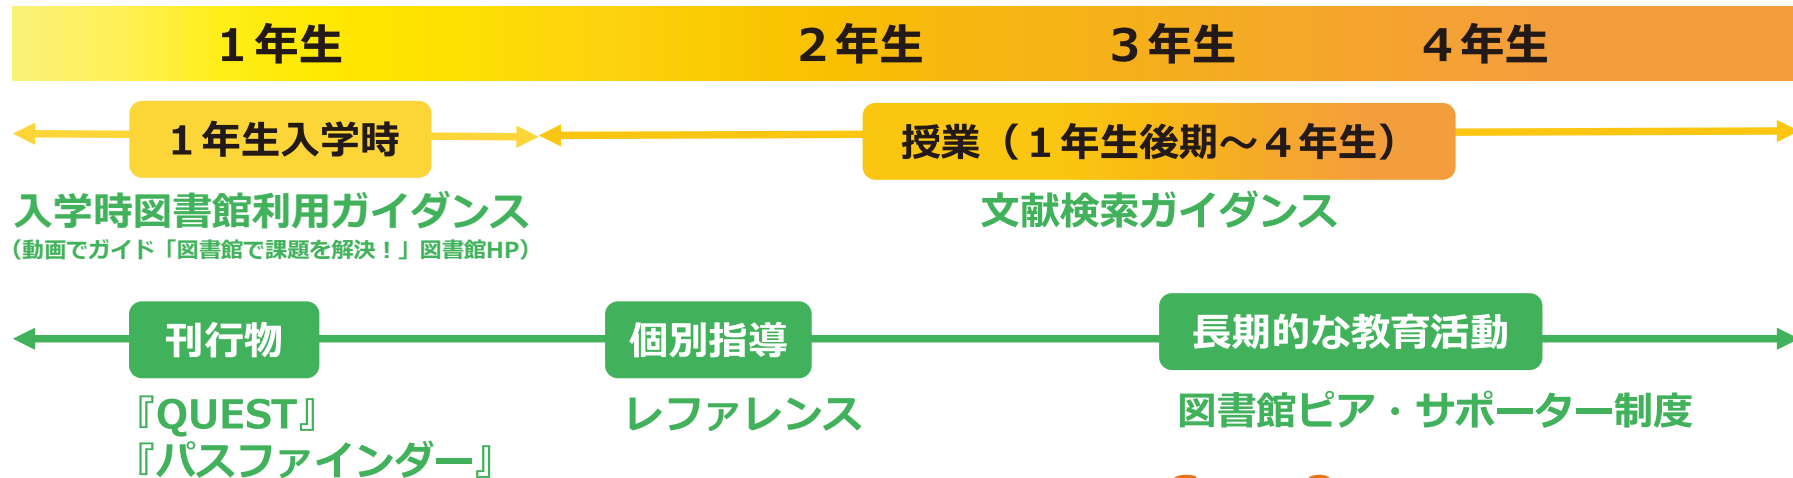 1年生 2年生 3年生 4年生
1年生入学時 授業（1年生後期～4年生）
入学時図書館利用ガイダンス 文献検索ガイダンス
（動画でガイド「図書館で課題を解決！」図書館HP）
刊行物 個別指導 長期的な教育活動
『QUEST』 レファレンス 図書館ピア・サポーター制度
『パスファインダー』